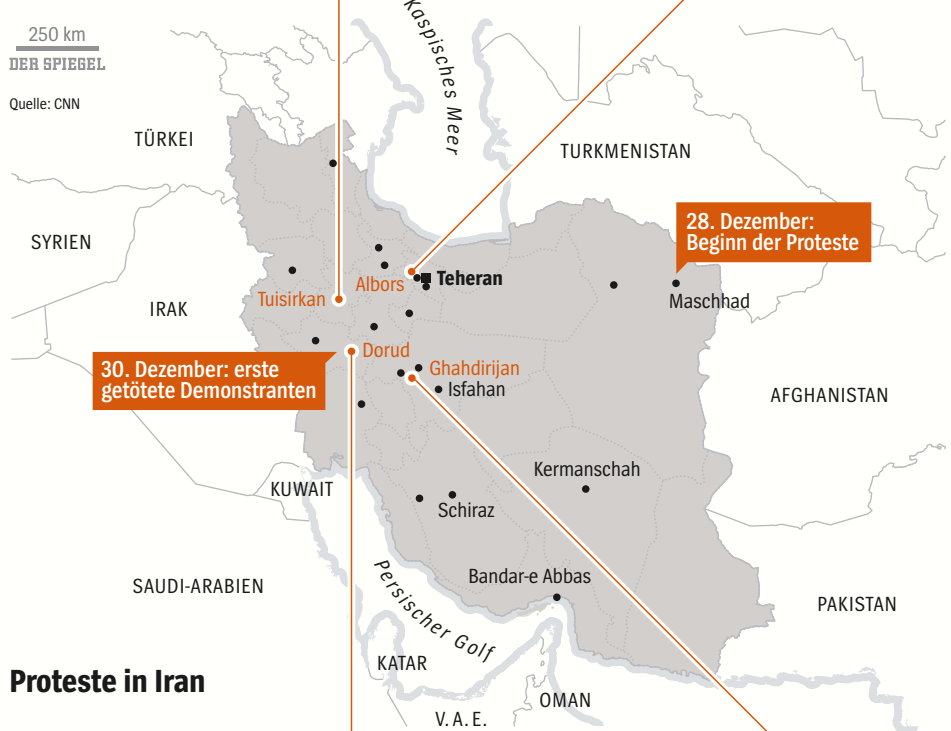 250 km
DER SPIEGEL
Quelle: CNN
Kaspisches Meer
TÜRKEI
TURKMENISTAN
28. Dezember:
Beginn der Proteste
SYRIEN
Teheran
Albors
Maschhad
Tuisirkan
IRAK
Dorud
30. Dezember: erste
getötete Demonstranten
Ghahdirijan
Isfahan
AFGHANISTAN
Kermanschah
KUWAIT
Schiraz
Bandar-e Abbas
SAUDI-ARABIEN
Persischer Golf
PAKISTAN
KATAR
Proteste in Iran
OMAN
V. A. E.